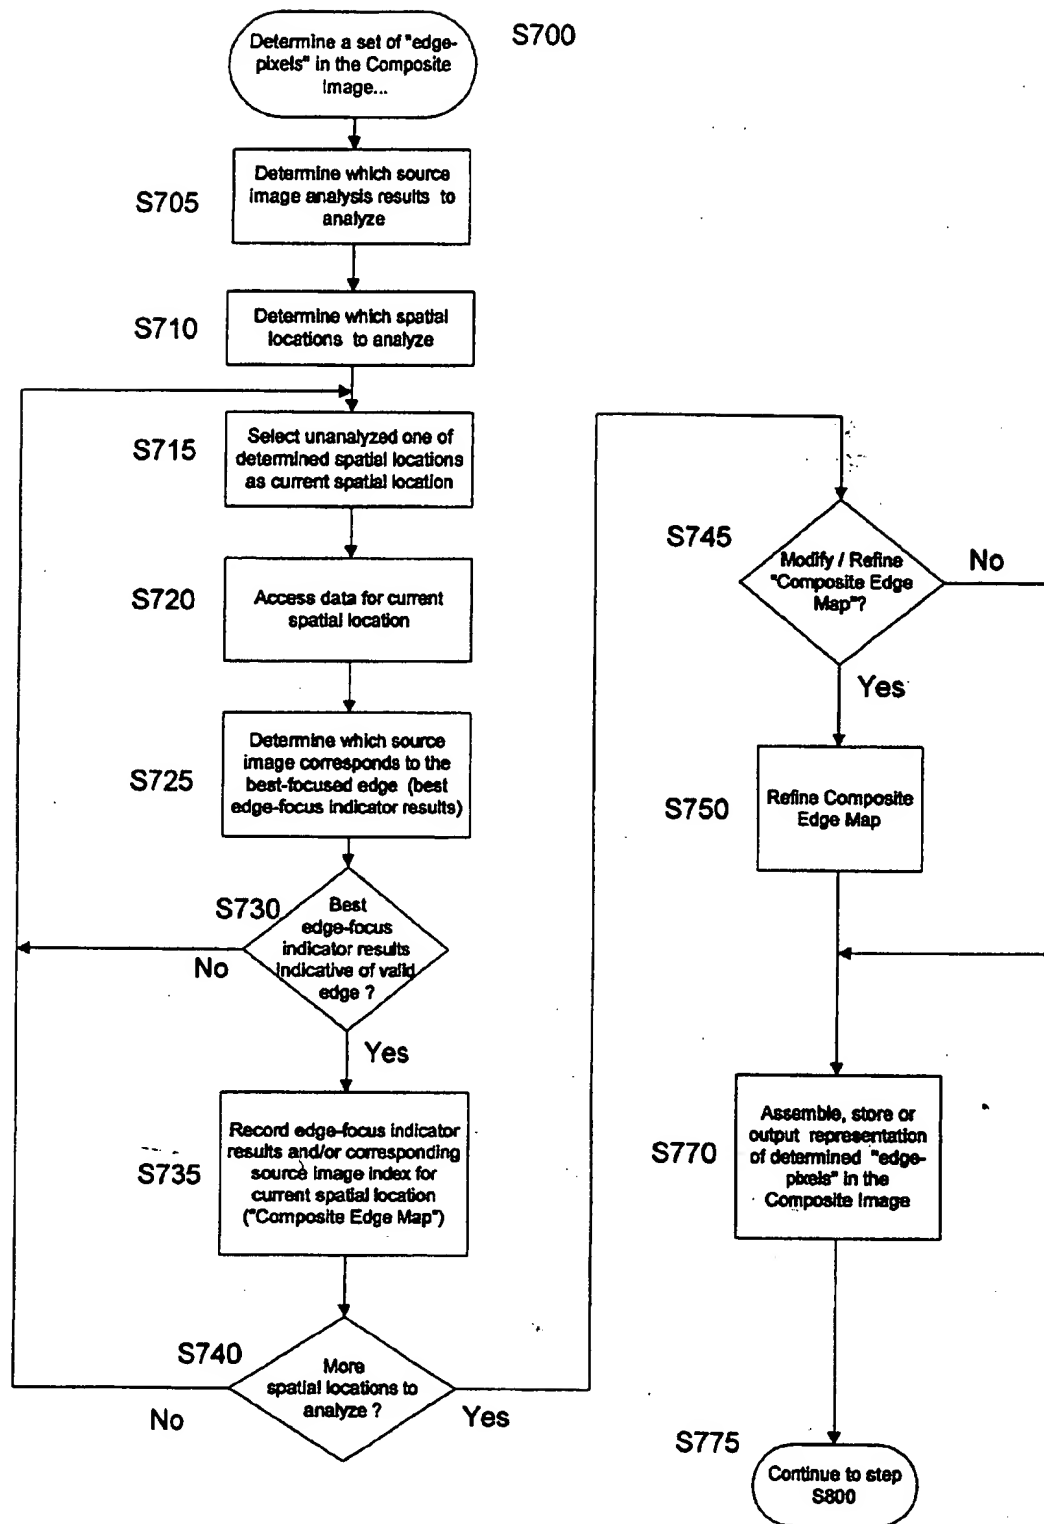 S700
Determine a set of "edge-
pixels" in the Composite
Image...
S705
Determine which source
image analysis results to
analyze
S710
Determine which spatial
locations to analyze
S715
Select unanalyzed one of
determined spatial locations
as current spatial location
S720
Access data for current
spatial location
S725
Determine which source
image corresponds to the
best-focused edge (best
edge-focus indicator results)
S730
Best
edge-focus
indicator results
indicative of valid
edge ?
No
Yes
S735
Record edge-focus indicator
results and/or corresponding
source image index for
current spatial location
("Composite Edge Map")
S740
More
spatial locations to
analyze ?
No
Yes
S745
Modify / Refine
"Composite Edge
Map"?
No
Yes
S750
Refine Composite
Edge Map
S770
Assemble, store or
output representation
of determined "edge-
pixels" in the
Composite Image
S775
Continue to step
S800